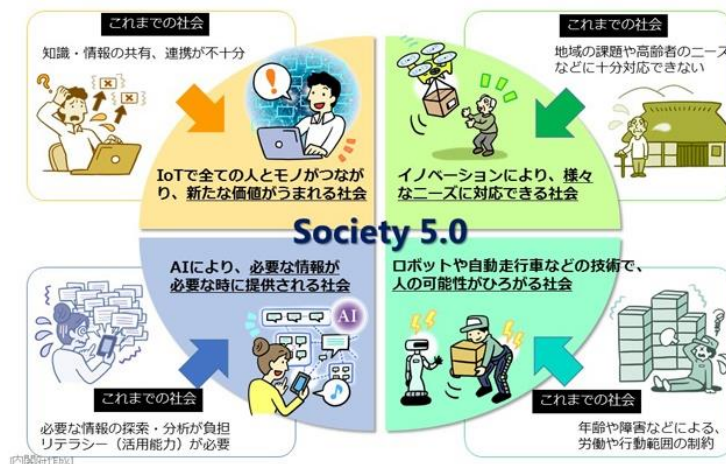 これまでの社会
知識・情報の共有、連携が不十分
IoTで全ての人とモノがつなが
り、新たな価値がうまれる社会
これまでの社会
地域の課題や高齢者のニーズ
などに十分対応できない
イノベーションにより、様々
なニーズに対応できる社会
Society 5.0
AIにより、必要な情報が
必要な時に提供される社会
AI
これまでの社会
必要な情報の探索・分析が負担
リテラシー（活用能力）が必要
ロボットや自動走行車などの技術で、
人の可能性がひろがる社会
これまでの社会
年齢や障害などによる、
労働や行動範囲の制約